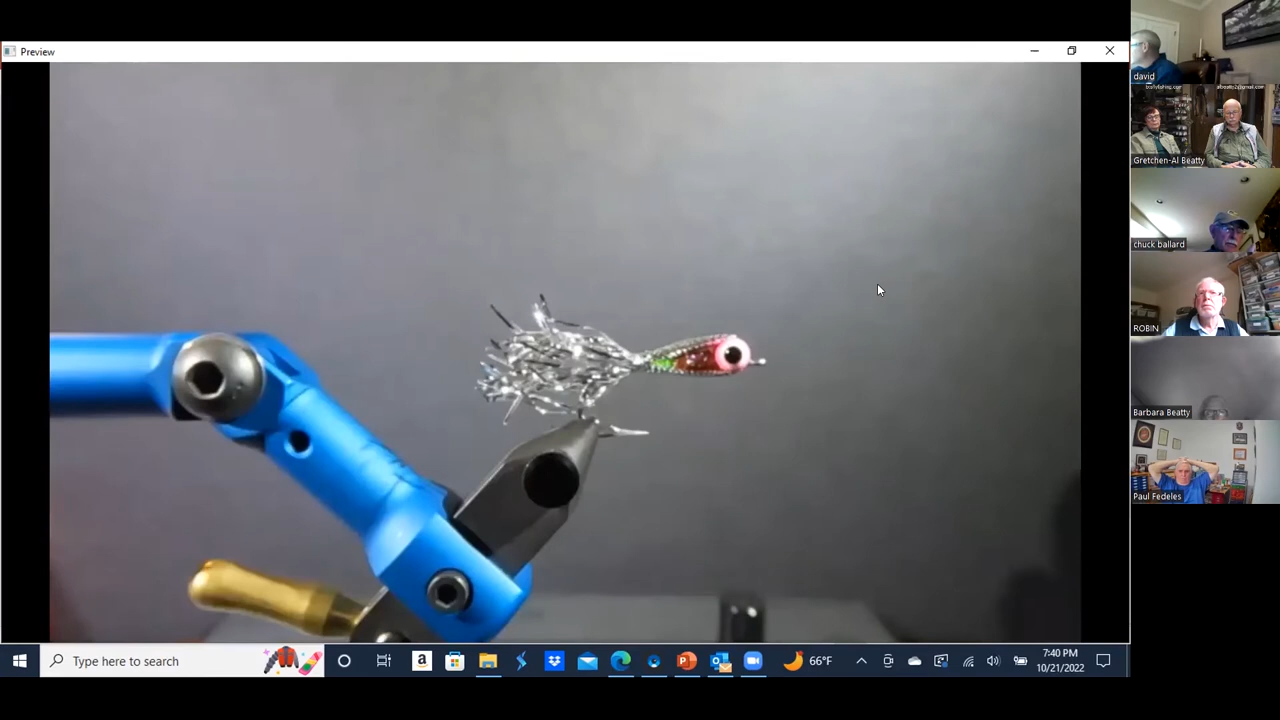 Preview
david
Gretchen-Al Beatty
chuck ballard
ROBIN
Barbara Beatty
Paul Fedeles
Type here to search
66°F
7:40 PM
10/21/2022